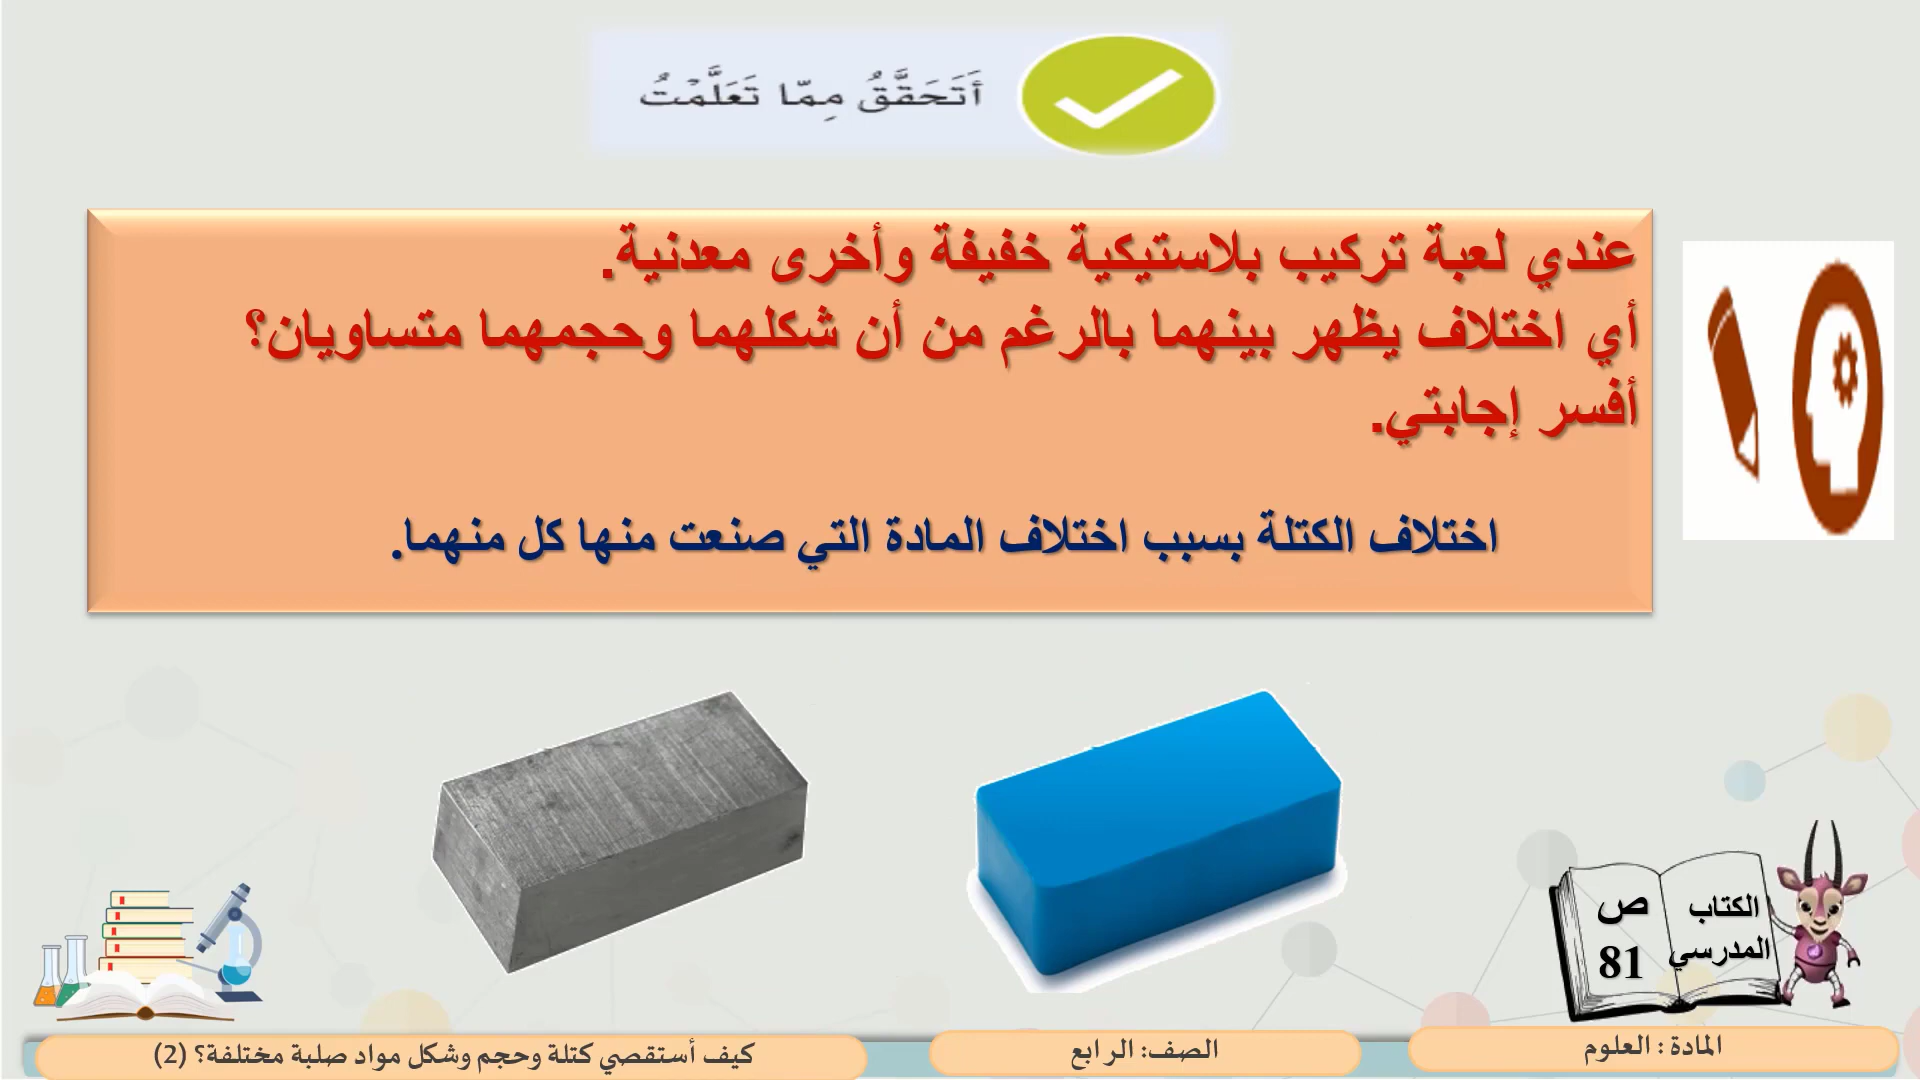 أَتَحَقَّقُ مِمّا تَعَلَّمْتُ
عندي لعبة تركيب بلاستيكية خفيفة وأخرى معدنية.
أي اختلاف يظهر بينهما بالرغم من أن شكلهما وحجمهما متساويان؟
أفسر إجابتي.
اختلاف الكتلة بسبب اختلاف المادة التي صنعت منها كل منهما.
الكتاب المدرسي
ص 81
المادة : العلوم
الصف: الرابع
كيف أستقصي كتلة وحجم وشكل مواد صلبة مختلفة؟ (2)